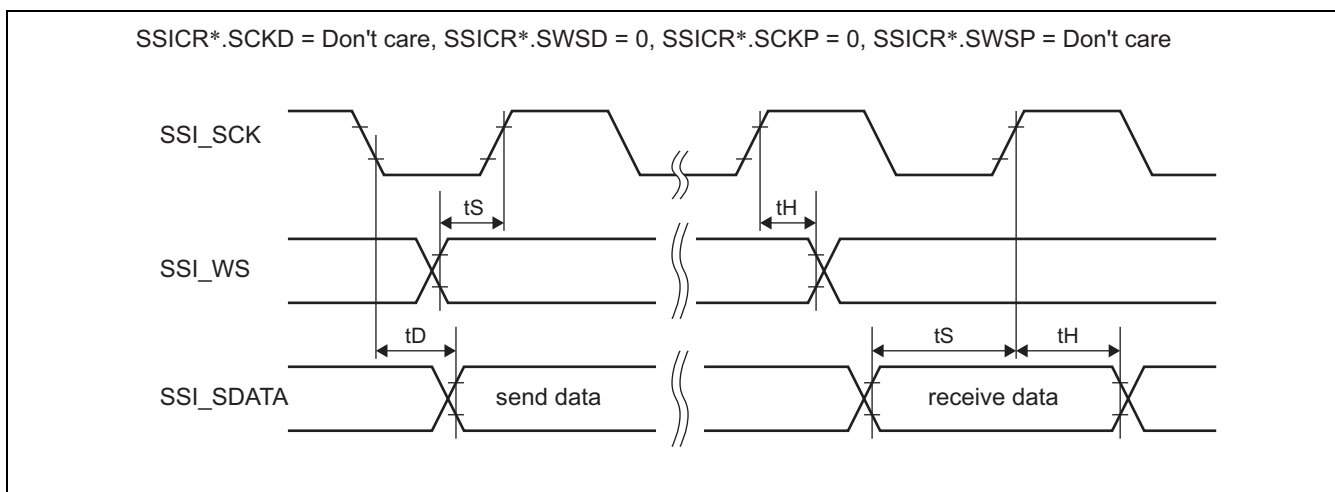 SSICR*.SCKD = Don't care, SSICR*.SWSD = 0, SSICR*.SCKP = 0, SSICR*.SWSP = Don't care
SSI_SCK
tS
tH
SSI_WS
tD
tS
tH
SSI_SDATA
send data
receive data